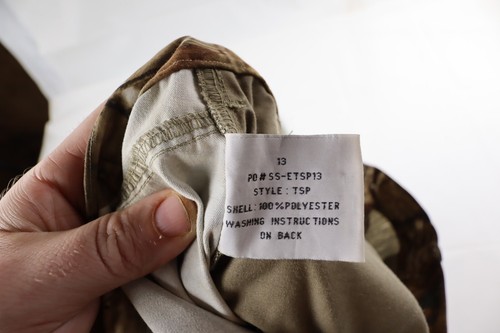 13
PO# SS-ETSP13
STYLE: TSP
SHELL: 100%POLYESTER
WASHING INSTRUCTIONS
ON BACK